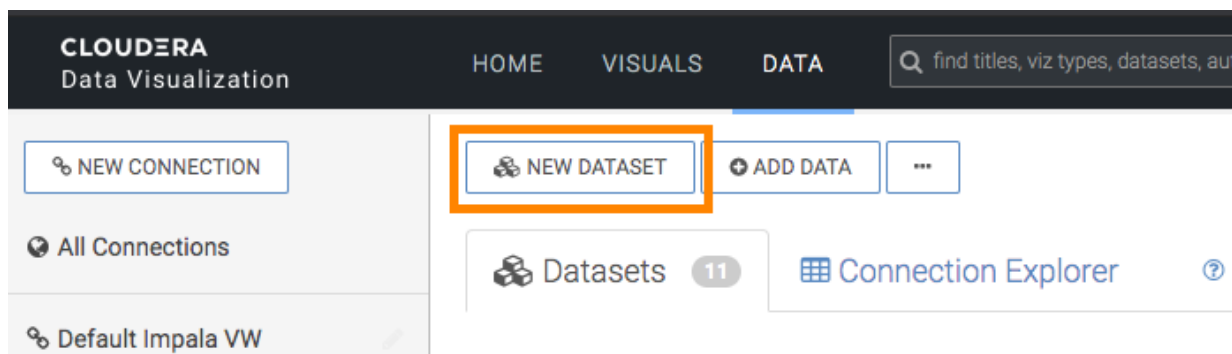 CLOUDERA
Data Visualization
HOME VISUALS DATA find titles, viz types, datasets, au
NEW CONNECTION
NEW DATASET ADD DATA ...
All Connections
Datasets 11 Connection Explorer ?
Default Impala VW